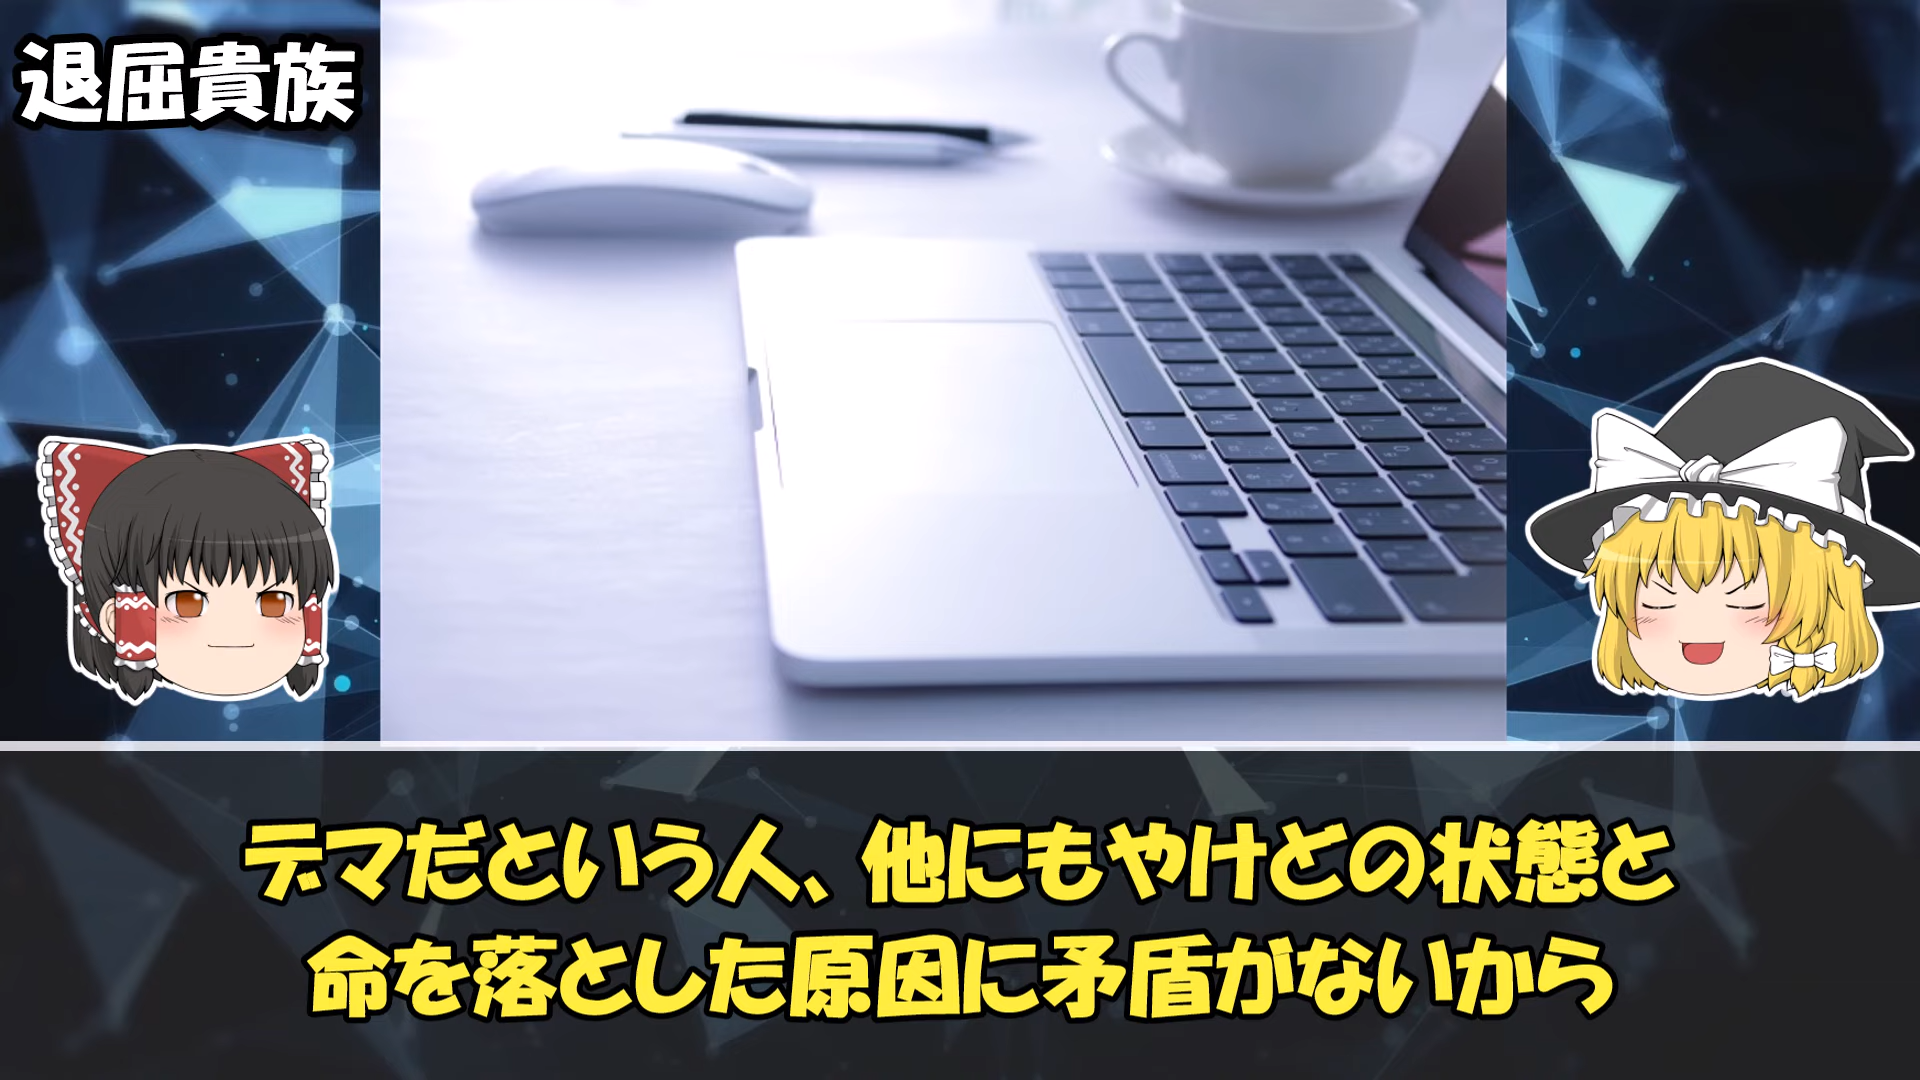 退屈貴族
デマだという人、他にもやけどの状態と
命を落とした原因に矛盾がないから